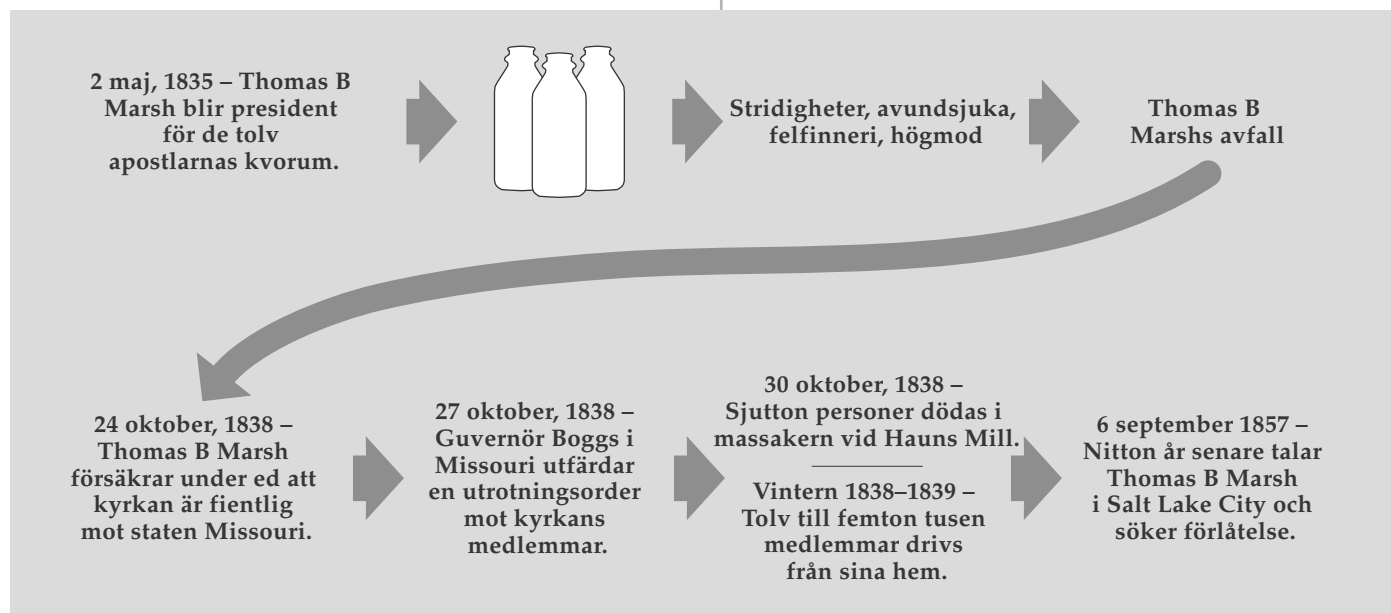 2 maj, 1835 – Thomas B
Marsh blir president
för de tolv
apostlarnas kvorum.
Stridigheter, avundsjuka,
felfinneri, högmod
Thomas B
Marshs avfall
24 oktober, 1838 –
Thomas B Marsh
försäkrar under ed att
kyrkan är fientlig
mot staten Missouri.
27 oktober, 1838 –
Guvernör Boggs i
Missouri utfärdar
en utrotningsorder
mot kyrkans
medlemmar.
30 oktober, 1838 –
Sjutton personer dödas i
massakern vid Hauns Mill.
Vintern 1838–1839 –
Tolv till femton tusen
medlemmar drivs
från sina hem.
6 september 1857 –
Nitton år senare talar
Thomas B Marsh
i Salt Lake City och
söker förlåtelse.